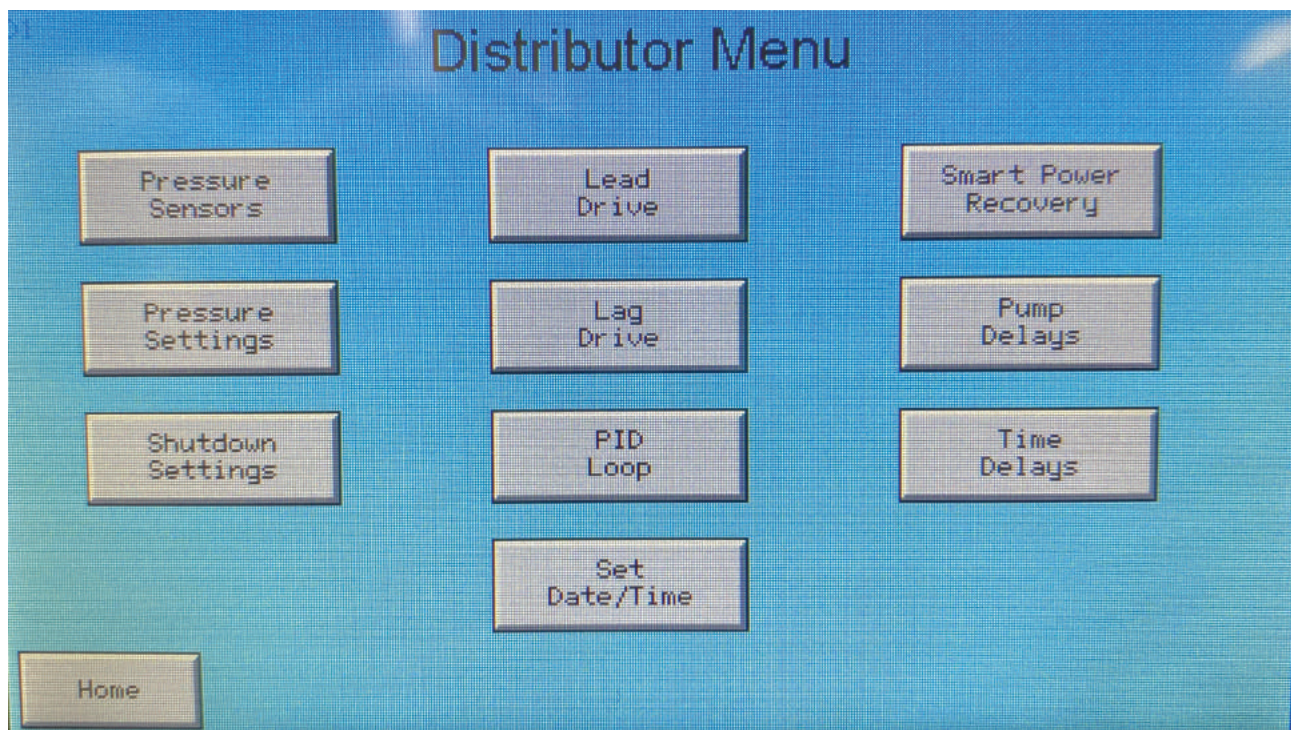 Distributor Menu
Pressure
Sensors
Lead
Drive
Smart Power
Recovery
Pressure
Settings
Lag
Drive
Pump
Delays
Shutdown
Settings
PID
Loop
Time
Delays
Set
Date/Time
Home